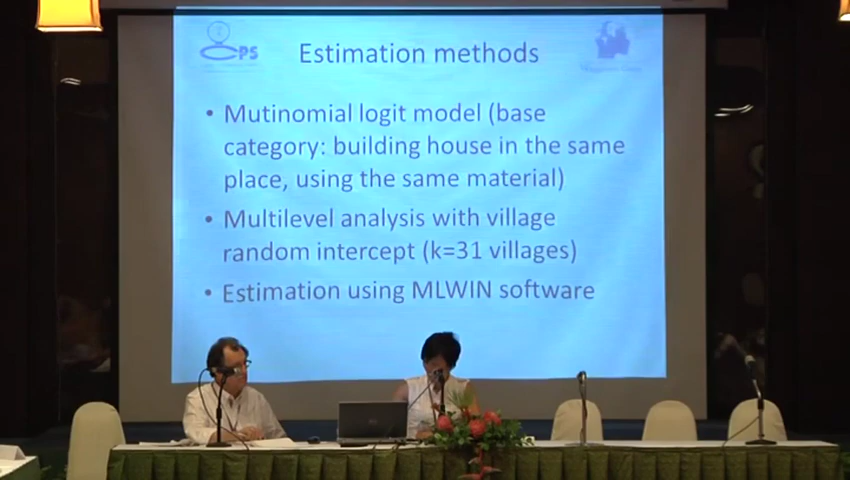 CPS
Estimation methods
• Mutinomial logit model (base
category: building house in the same
place, using the same material)
• Multilevel analysis with village
random intercept (k=31 villages)
• Estimation using MLWIN software